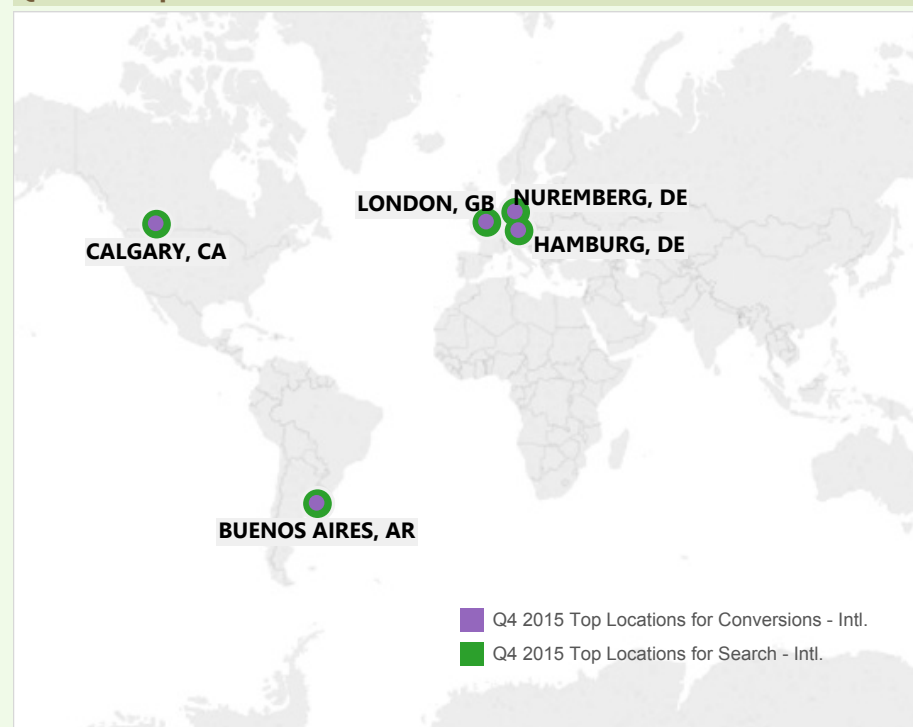 LONDON, GB
NUREMBERG, DE
HAMBURG, DE
CALGARY, CA
BUENOS AIRES, AR
Q4 2015 Top Locations for Conversions - Intl.
Q4 2015 Top Locations for Search - Intl.